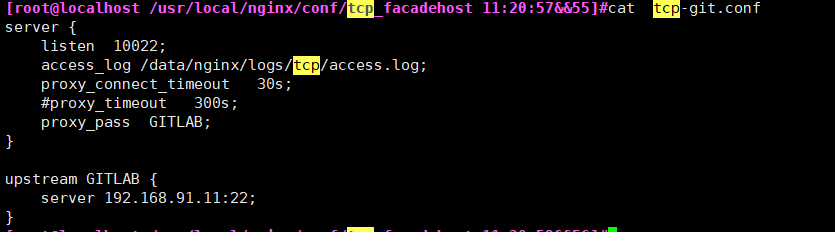 [root@localhost /usr/local/nginx/conf/tcp_facadehost 11:20:57&&55]#cat  tcp-git.conf
server {
    listen  10022;
    access_log /data/nginx/logs/tcp/access.log;
    proxy_connect_timeout   30s;
    #proxy_timeout   300s;
    proxy_pass  GITLAB;
}

upstream GITLAB {
    server 192.168.91.11:22;
}